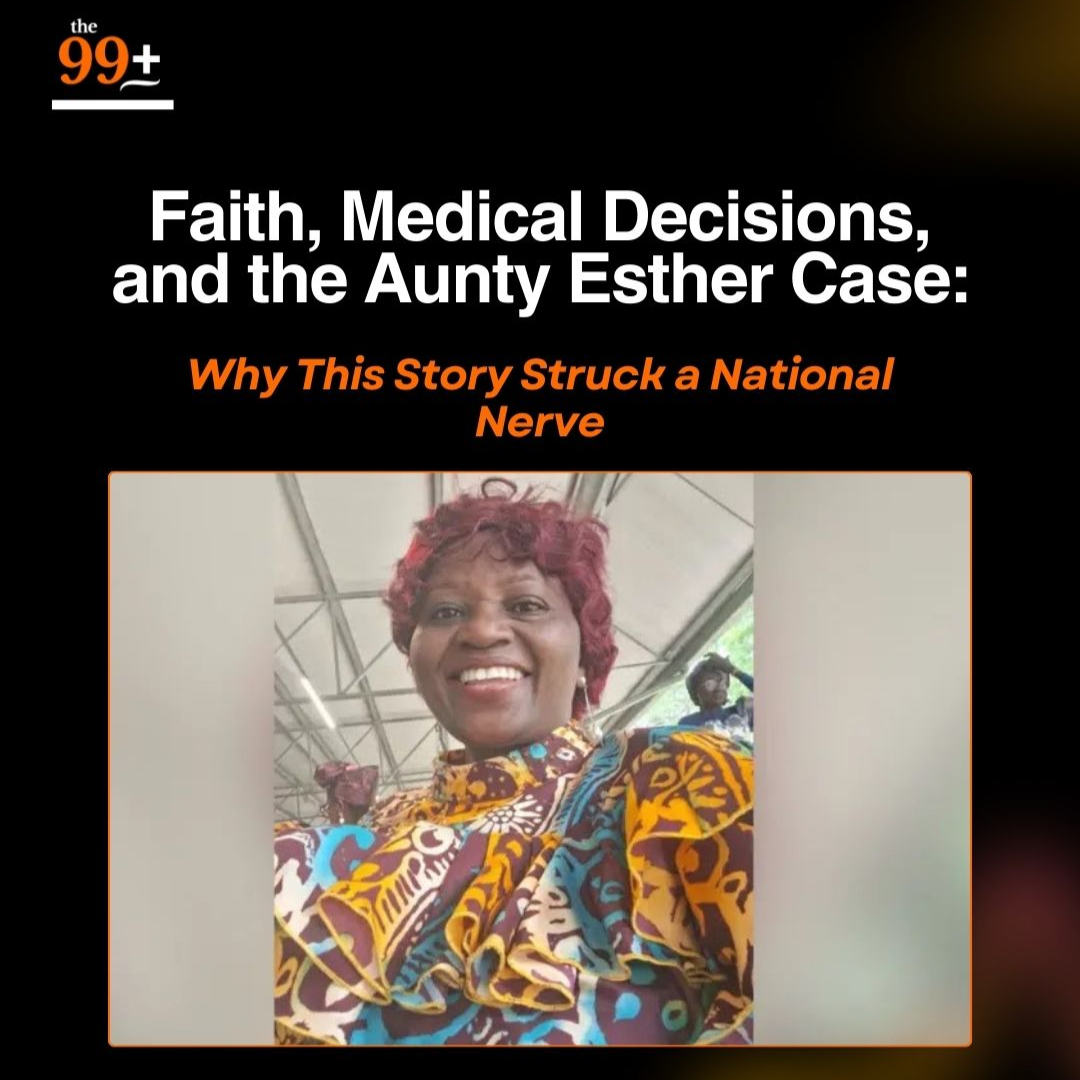 the
99+
Faith, Medical Decisions,
and the Aunty Esther Case:
Why This Story Struck a National
Nerve